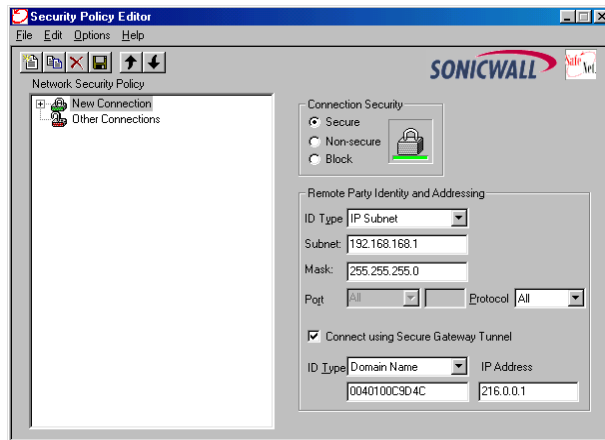 Security Policy Editor
File Edit Options Help
SONICWALL
Safe Net.
Network Security Policy
New Connection
Other Connections
Connection Security
Secure
Non-secure
Block
Remote Party Identity and Addressing
ID Type IP Subnet
Subnet: 192.168.168.1
Mask: 255.255.255.0
Port All Protocol All
Connect using Secure Gateway Tunnel
ID Type Domain Name IP Address
0040100C9D4C 216.0.0.1